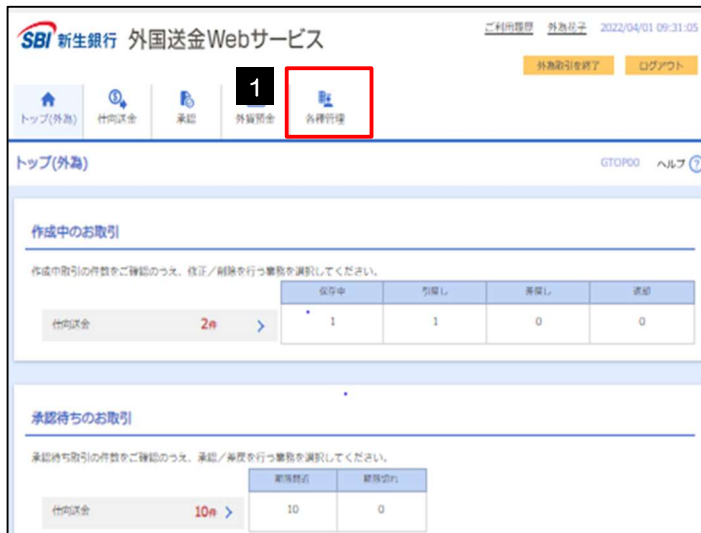 SBI 新生銀行 外国送金Webサービス
ご利用履歴 外為花子 2022/04/01 09:31:05
外為取引を終了 ログアウト
1
トップ(外為) 仕向送金 承認 外貨預金 各種管理
トップ(外為) GTOP00 ヘルプ ?
作成中のお取引
作成中取引の件数をご確認のうえ、修正/削除を行う業務を選択してください。
保存中 引戻し 差戻し 返却
仕向送金 2件 1 1 0 0
承認待ちのお取引
承認待ち取引の件数をご確認のうえ、承認/差戻を行う業務を選択してください。
期限間近 期限切れ
仕向送金 10件 10 0